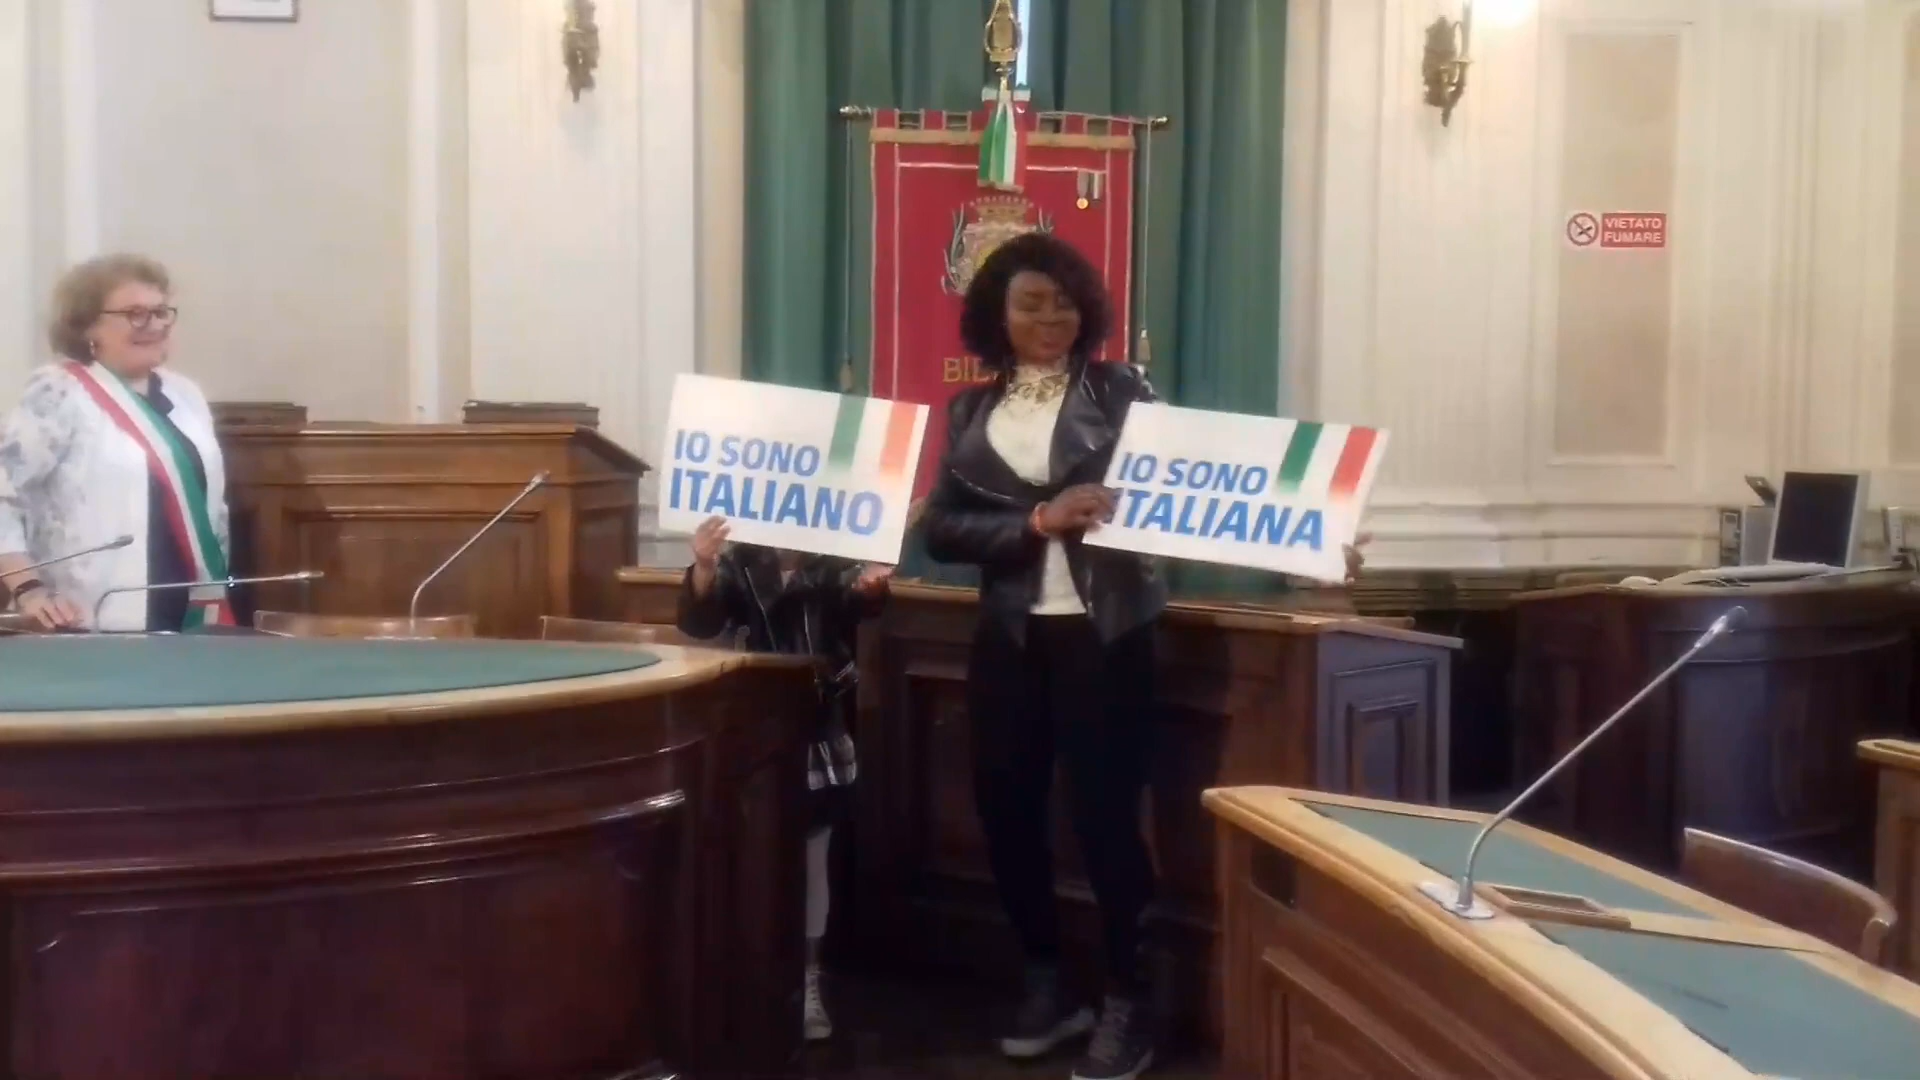 VIETATO
FUMARE
IO SONO
ITALIANO
IO SONO
ITALIANA